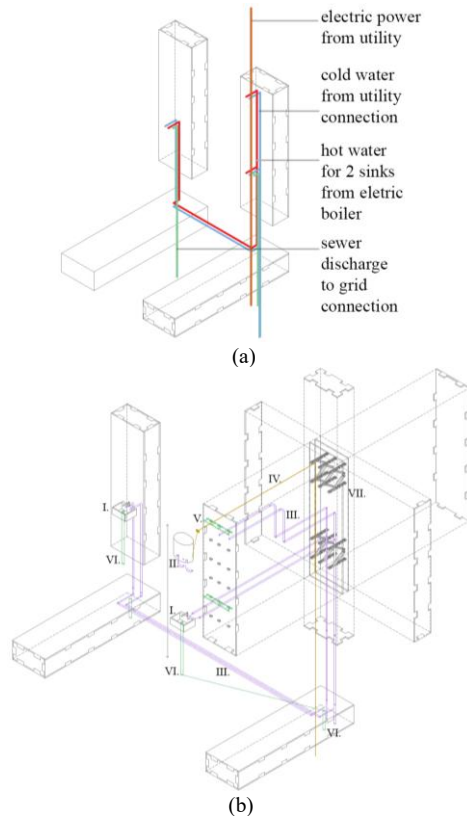 electric power
from utility
cold water
from utility
connection
hot water
for 2 sinks
from eletric
boiler
sewer
discharge
to grid
connection
(a)
IV.
VII.
I.
V.
III.
II.
VI.
I.
VI.
III.
VI.
(b)